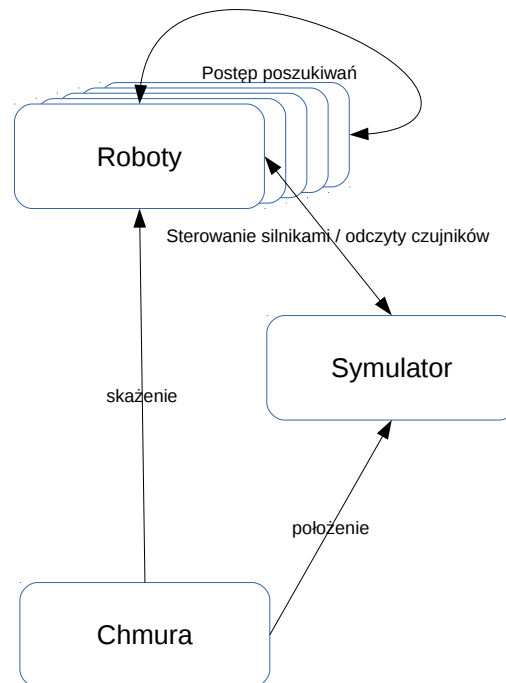 Postęp poszukiwań
Roboty
Sterowanie silnikami / odczyty czujników
Symulator
skażenie
położenie
Chmura